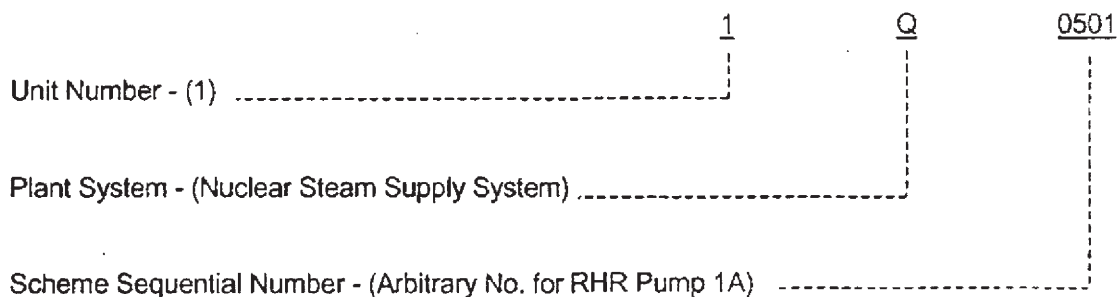 1 Q 0501
Unit Number - (1)
Plant System - (Nuclear Steam Supply System)
Scheme Sequential Number - (Arbitrary No. for RHR Pump 1A)